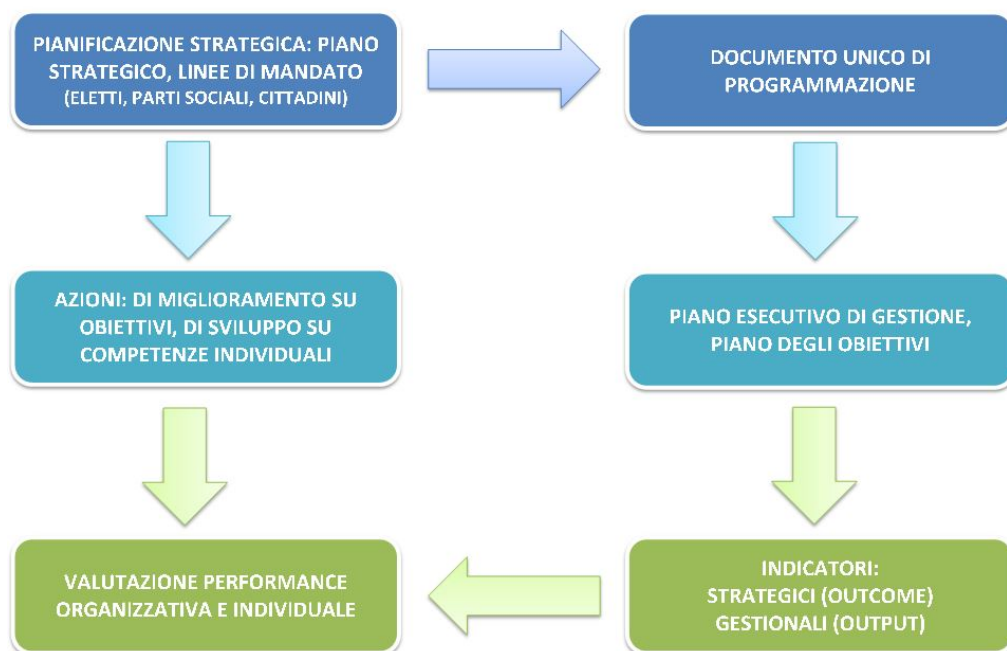 PIANIFICAZIONE STRATEGICA: PIANO
STRATEGICO, LINEE DI MANDATO
(ELETTI, PARTI SOCIALI, CITTADINI)
DOCUMENTO UNICO DI
PROGRAMMAZIONE
AZIONI: DI MIGLIORAMENTO SU
OBIETTIVI, DI SVILUPPO SU
COMPETENZE INDIVIDUALI
PIANO ESECUTIVO DI GESTIONE,
PIANO DEGLI OBIETTIVI
VALUTAZIONE PERFORMANCE
ORGANIZZATIVA E INDIVIDUALE
INDICATORI:
STRATEGICI (OUTCOME)
GESTIONALI (OUTPUT)